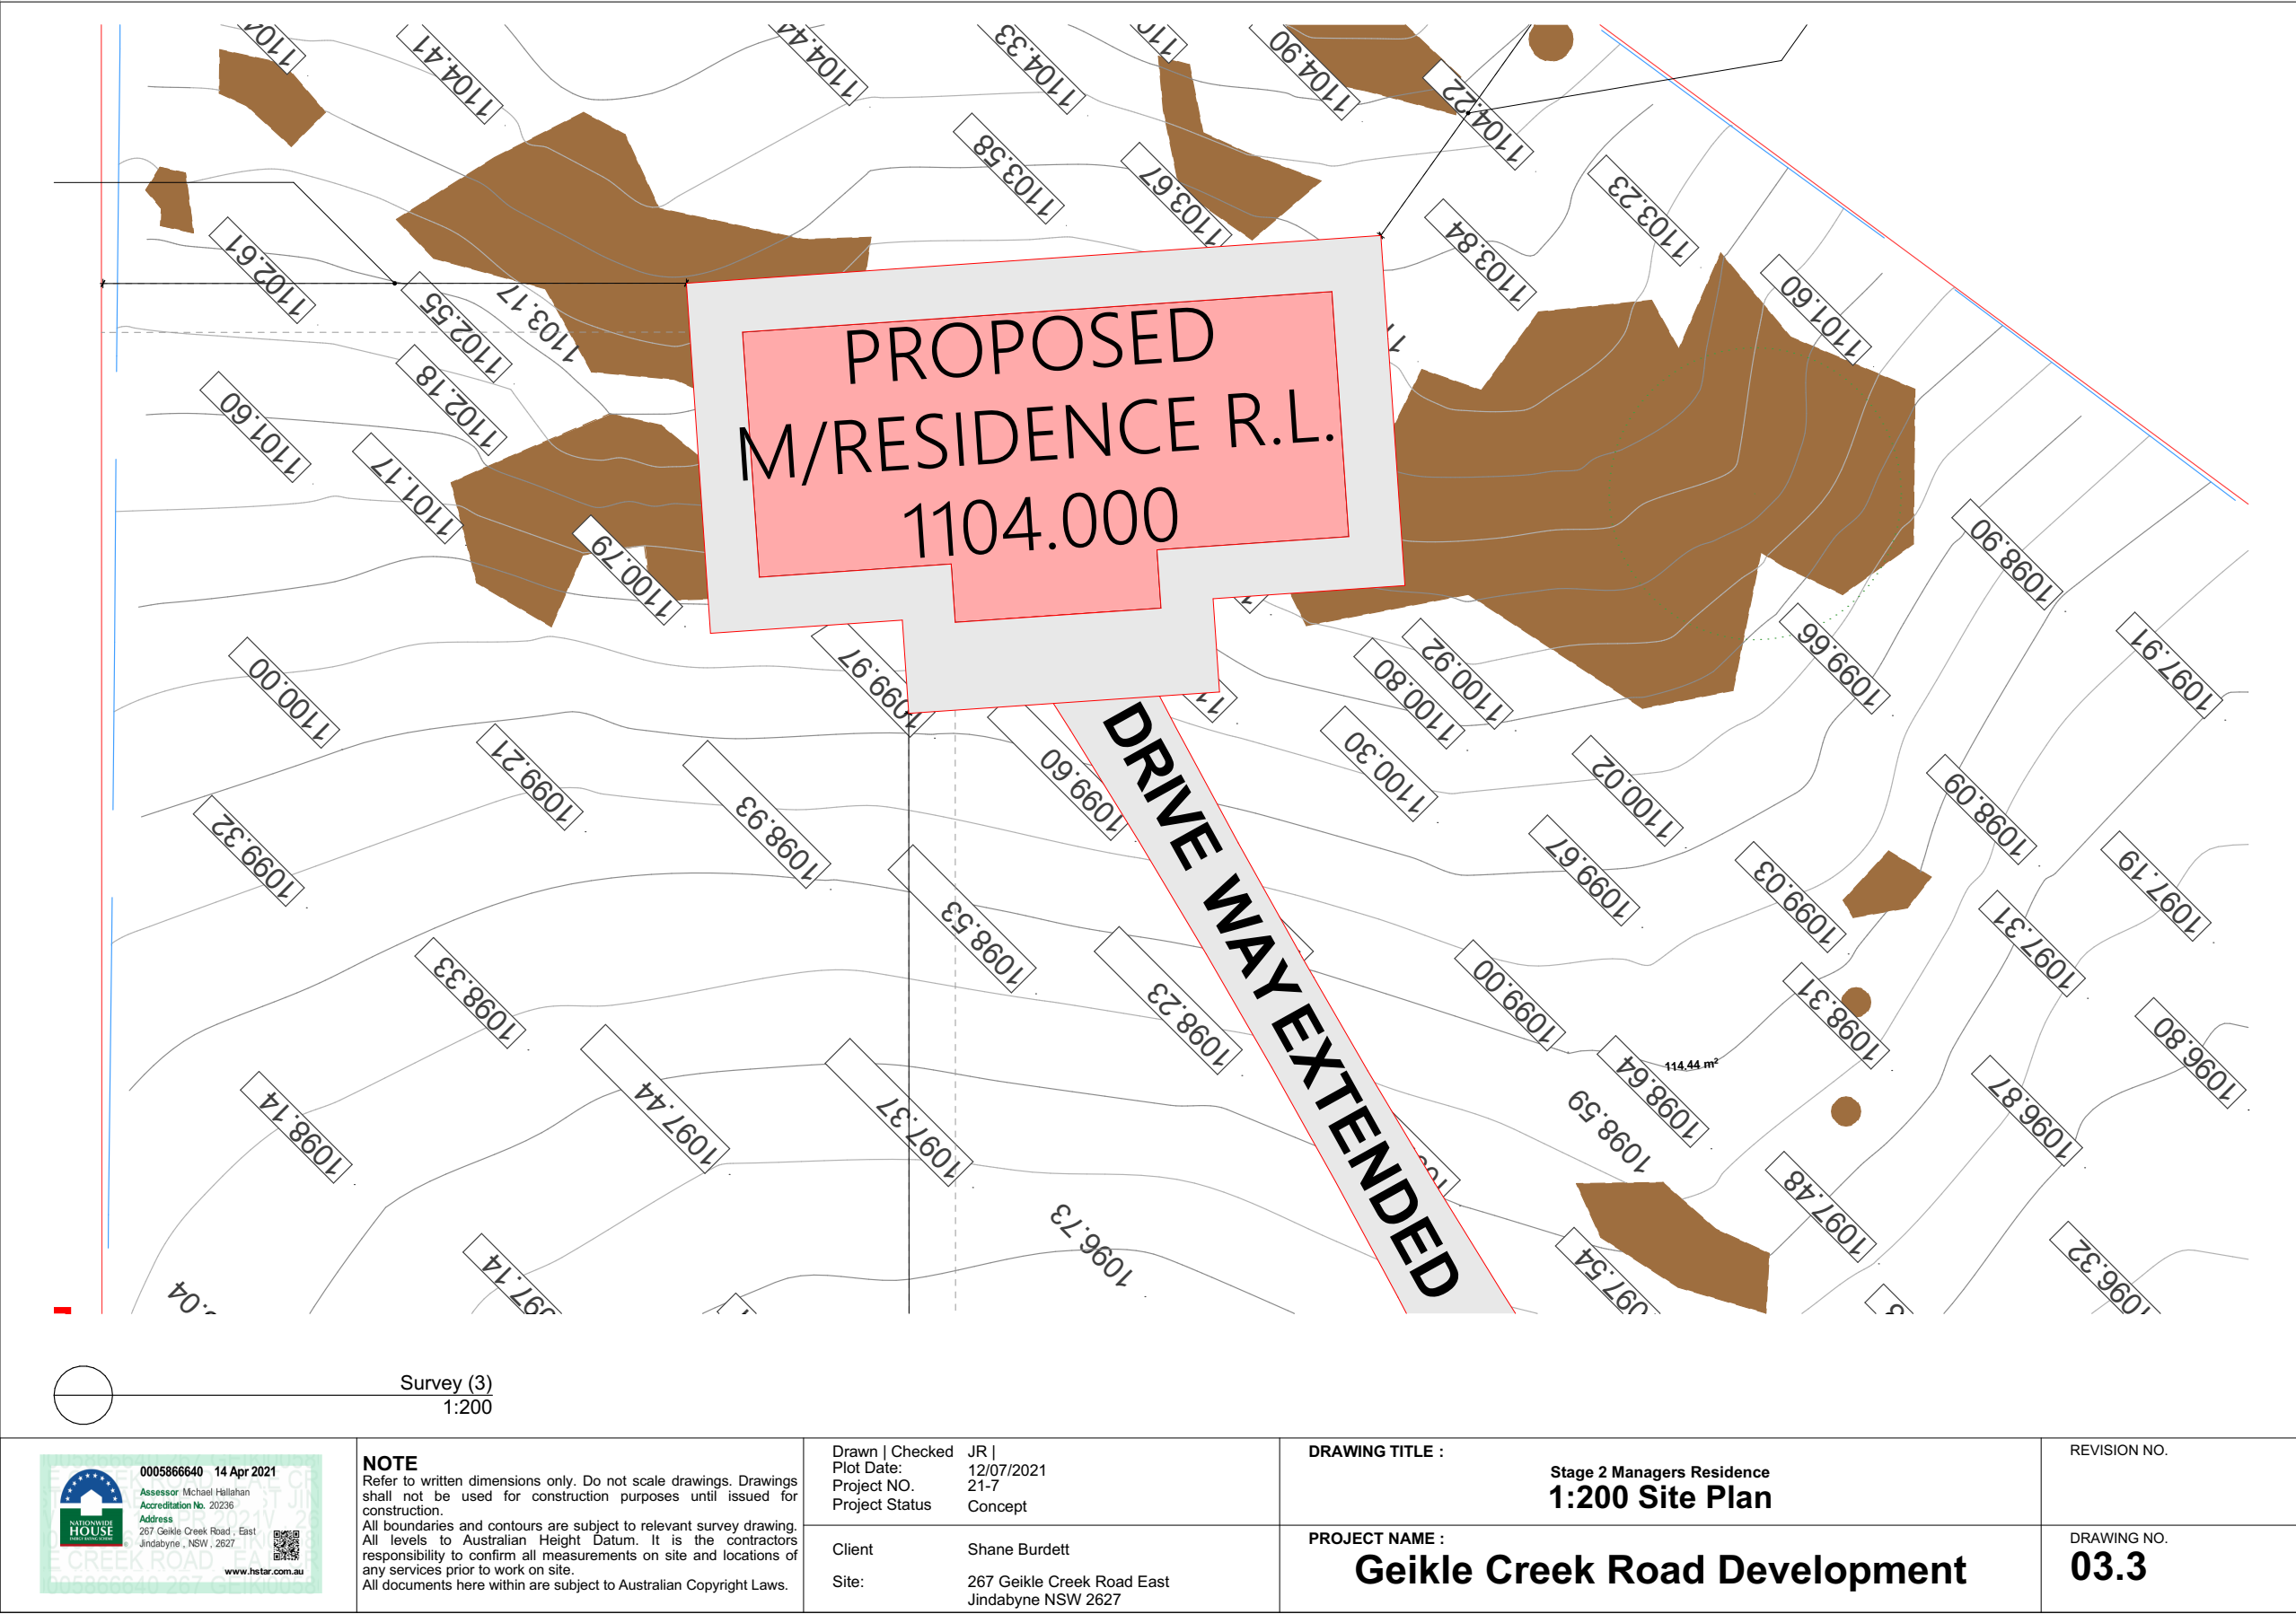 1104.41
1104.44
1104.33
1104.90
1104.22
1103.58
1103.67
1103.23
1103.84
1102.61
1102.55
1103.17
1101.60
1102.18
1101.60
1101.17
1100.79
PROPOSED
M/RESIDENCE R.L.
1104.000
1098.90
1099.66
1097.91
1100.00
1099.97
1100.80
1100.92
1099.21
1098.93
1099.60
1100.30
1100.02
1098.09
1099.32
1098.53
1099.67
1099.03
1097.19
1097.31
1098.33
1098.23
1099.00
1098.31
1096.80
DRIVE WAY EXTENDED
114.44 m²
1098.64
1098.59
1096.87
1098.14
1097.44
1097.37
1097.48
1096.73
1096.32
Survey (3)
1:200
0005866640 14 Apr 2021
Assessor Michael Hallahan
Accreditation No. 20236
Address
267 Geikle Creek Road , East
Jindabyne , NSW , 2627
NATIONWIDE
HOUSE
www.hstar.com.au
NOTE
Refer to written dimensions only. Do not scale drawings. Drawings
shall not be used for construction purposes until issued for
construction.
All boundaries and contours are subject to relevant survey drawing.
All levels to Australian Height Datum. It is the contractors
responsibility to confirm all measurements on site and locations of
any services prior to work on site.
All documents here within are subject to Australian Copyright Laws.
Drawn | Checked JR |
Plot Date: 12/07/2021
Project NO. 21-7
Project Status Concept
Client Shane Burdett
Site: 267 Geikle Creek Road East
Jindabyne NSW 2627
DRAWING TITLE :
Stage 2 Managers Residence
1:200 Site Plan
PROJECT NAME :
Geikle Creek Road Development
REVISION NO.
DRAWING NO.
03.3